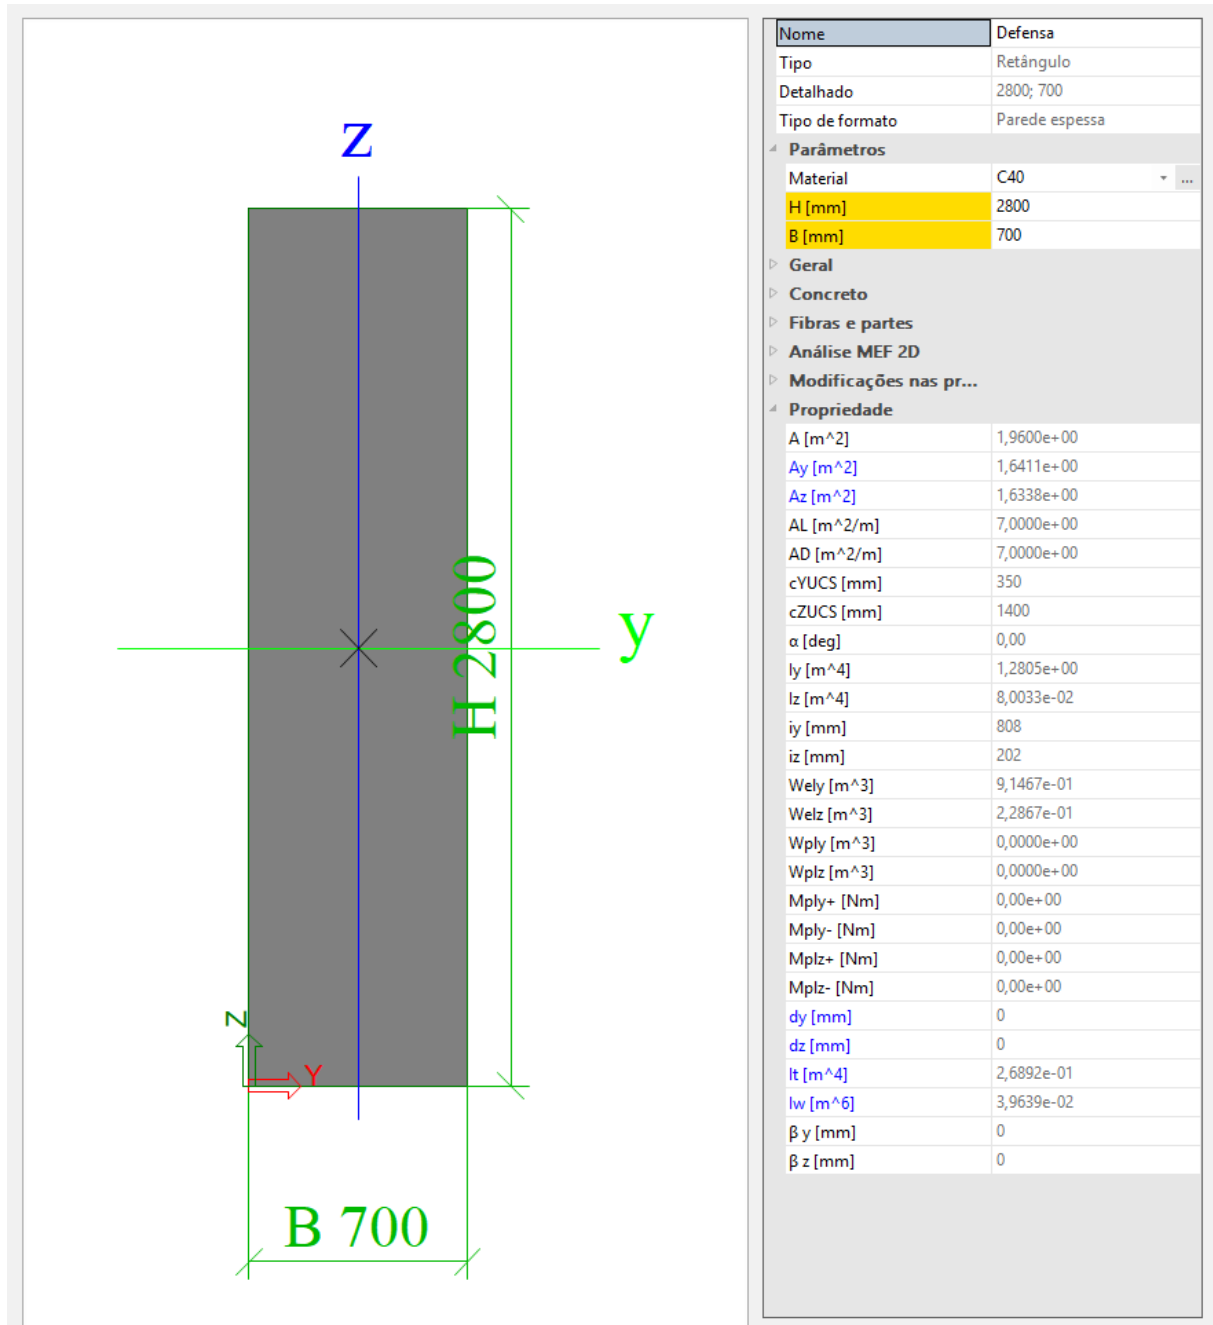 z
y
H 2800
Z
Y
B 700
Nome Defensa
Tipo Retângulo
Detalhado 2800; 700
Tipo de formato Parede espessa
Parâmetros
Material C40 ...
H [mm] 2800
B [mm] 700
Geral
Concreto
Fibras e partes
Análise MEF 2D
Modificações nas pr...
Propriedade
A [m^2] 1,9600e+00
Ay [m^2] 1,6411e+00
Az [m^2] 1,6338e+00
AL [m^2/m] 7,0000e+00
AD [m^2/m] 7,0000e+00
cYUCS [mm] 350
cZUCS [mm] 1400
α [deg] 0,00
Iy [m^4] 1,2805e+00
Iz [m^4] 8,0033e-02
iy [mm] 808
iz [mm] 202
Wely [m^3] 9,1467e-01
Welz [m^3] 2,2867e-01
Wply [m^3] 0,0000e+00
Wplz [m^3] 0,0000e+00
Mply+ [Nm] 0,00e+00
Mply- [Nm] 0,00e+00
Mplz+ [Nm] 0,00e+00
Mplz- [Nm] 0,00e+00
dy [mm] 0
dz [mm] 0
It [m^4] 2,6892e-01
Iw [m^6] 3,9639e-02
β y [mm] 0
β z [mm] 0